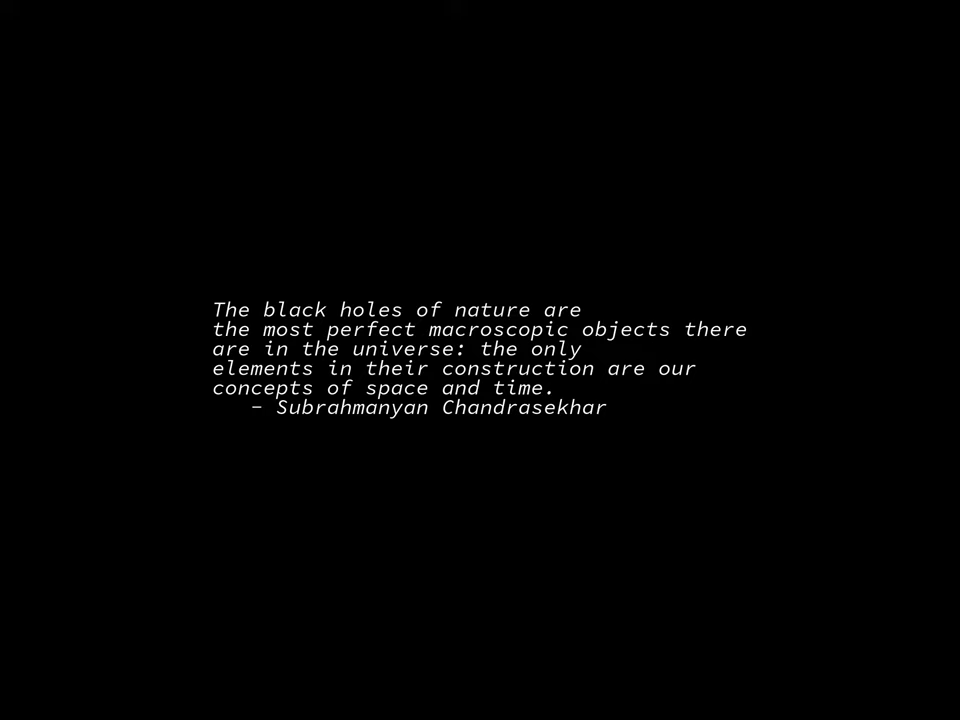 The black holes of nature are
the most perfect macroscopic objects there
are in the universe: the only
elements in their construction are our
concepts of space and time.
- Subrahmanyan Chandrasekhar